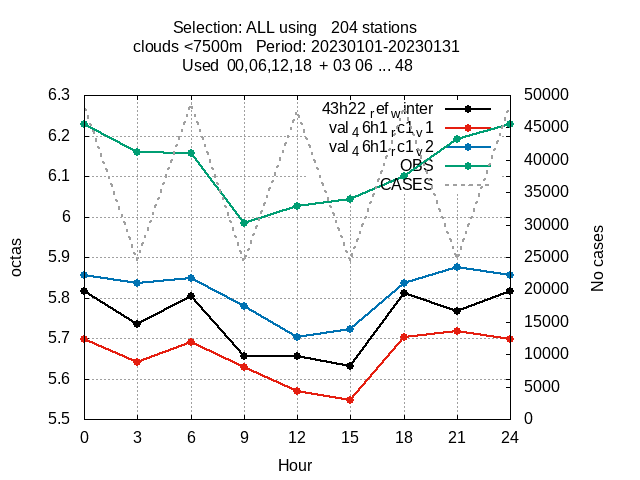 Selection: ALL using   204 stations
clouds <7500m   Period: 20230101-20230131
Used  00,06,12,18  + 03 06 ... 48
6.3
6.2
6.1
6
5.9
5.8
5.7
5.6
5.5
octas
50000
45000
40000
35000
30000
25000
20000
15000
10000
5000
0
No cases
43h22_ref_winter
val_46h1_rc1_v1
val_46h1_rc1_v2
OBS
CASES
0 3 6 9 12 15 18 21 24
Hour